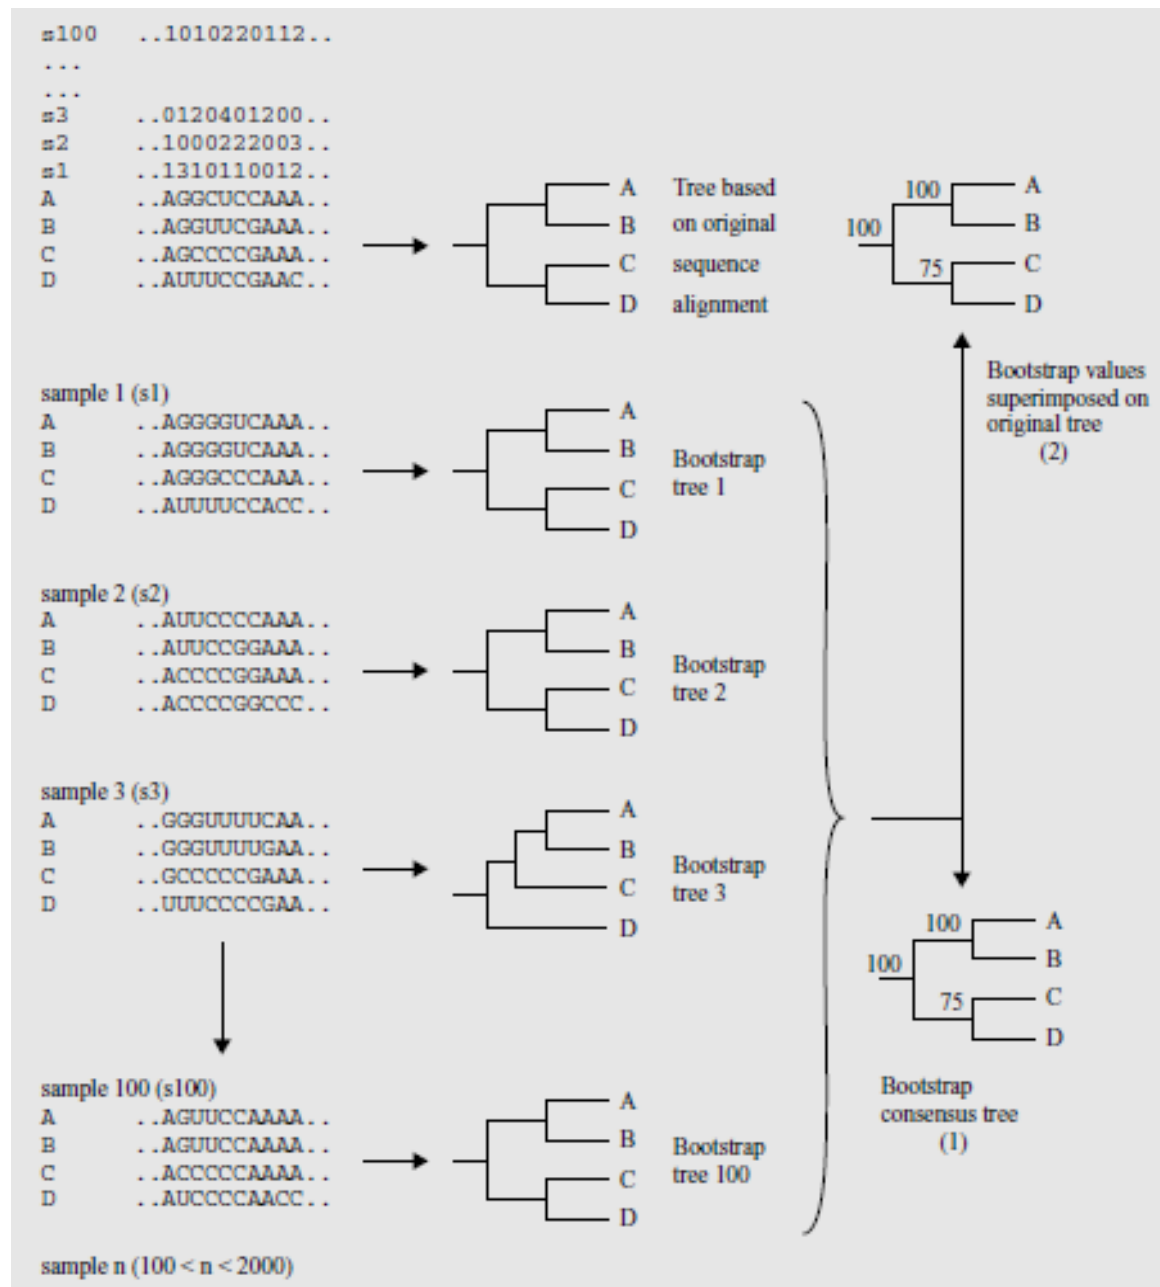 s100 ..1010220112..
...
...
s3 ..0120401200..
s2 ..1000222003..
s1 ..1310110012..
A ..AGGCUCCAAA..
B ..AGGUUCGAAA..
C ..AGCCCCGAAA..
D ..AUUUCCGAAC..
A Tree based
B on original
C sequence
D alignment
100
A
100
B
75
C
D
Bootstrap values
superimposed on
original tree
(2)
sample 1 (s1)
A ..AGGGGUCAAA..
B ..AGGGGUCAAA..
C ..AGGGCCCAAA..
D ..AUUUUCCACC..
A
B
C
D
Bootstrap
tree 1
sample 2 (s2)
A ..AUUCCCCAAA..
B ..AUUCCGGAAA..
C ..ACCCCGGAAA..
D ..ACCCCGGCCC..
A
B
C
D
Bootstrap
tree 2
sample 3 (s3)
A ..GGGUUUUCAA..
B ..GGGUUUUGAA..
C ..GCCCCCGAAA..
D ..UUUCCCCGAA..
A
B
C
D
Bootstrap
tree 3
100
A
100
B
75
C
D
Bootstrap
consensus tree
(1)
sample 100 (s100)
A ..AGUUCCAAAA..
B ..AGUUCCAAAA..
C ..ACCCCCAAAA..
D ..AUCCCCAACC..
A
B
C
D
Bootstrap
tree 100
sample n (100 < n < 2000)